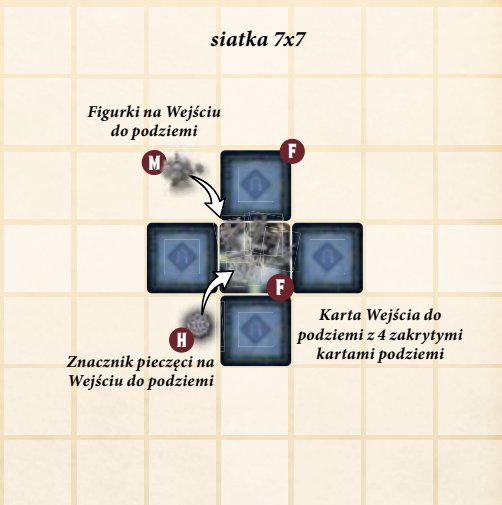 siatka 7x7
Figurki na Wejściu
do podziemi
M
F
F
H
Karta Wejścia do
podziemi z 4 zakrytymi
kartami podziemi
Znacznik pieczęci na
Wejściu do podziemi